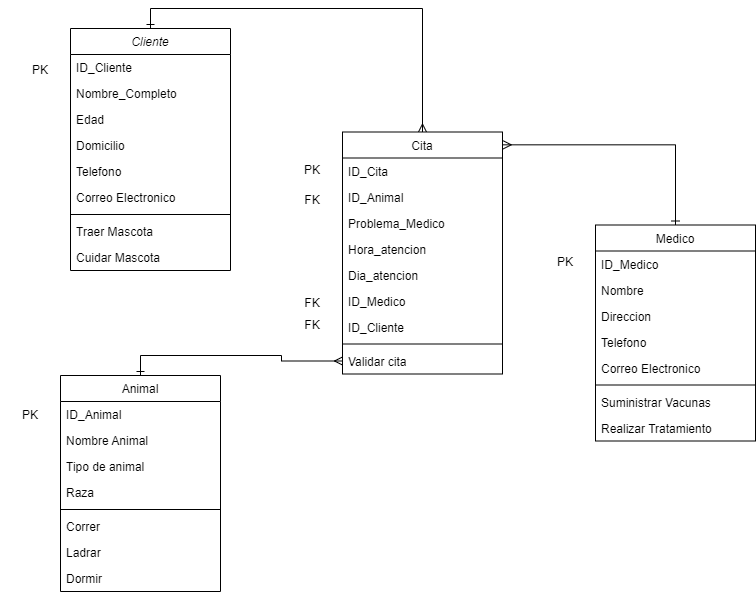 Cliente
PK
ID_Cliente
Nombre_Completo
Edad
Domicilio
Telefono
Correo Electronico
Traer Mascota
Cuidar Mascota
Cita
PK
ID_Cita
FK
ID_Animal
Problema_Medico
Hora_atencion
Dia_atencion
FK
ID_Medico
FK
ID_Cliente
Validar cita
Medico
PK
ID_Medico
Nombre
Direccion
Telefono
Correo Electronico
Suministrar Vacunas
Realizar Tratamiento
Animal
PK
ID_Animal
Nombre Animal
Tipo de animal
Raza
Correr
Ladrar
Dormir